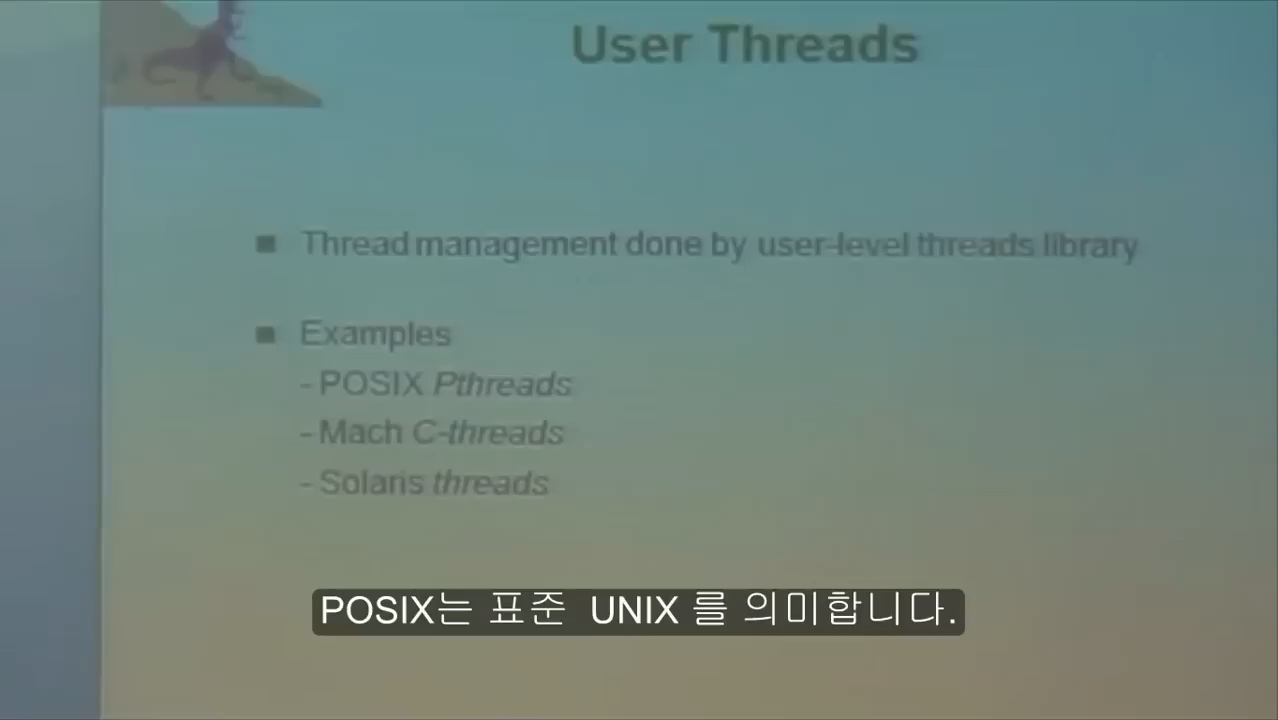 User Threads
Thread management done by user-level threads library
Examples
- POSIX Pthreads
- Mach C-threads
- Solaris threads
POSIX는 표준 UNIX 를 의미합니다.